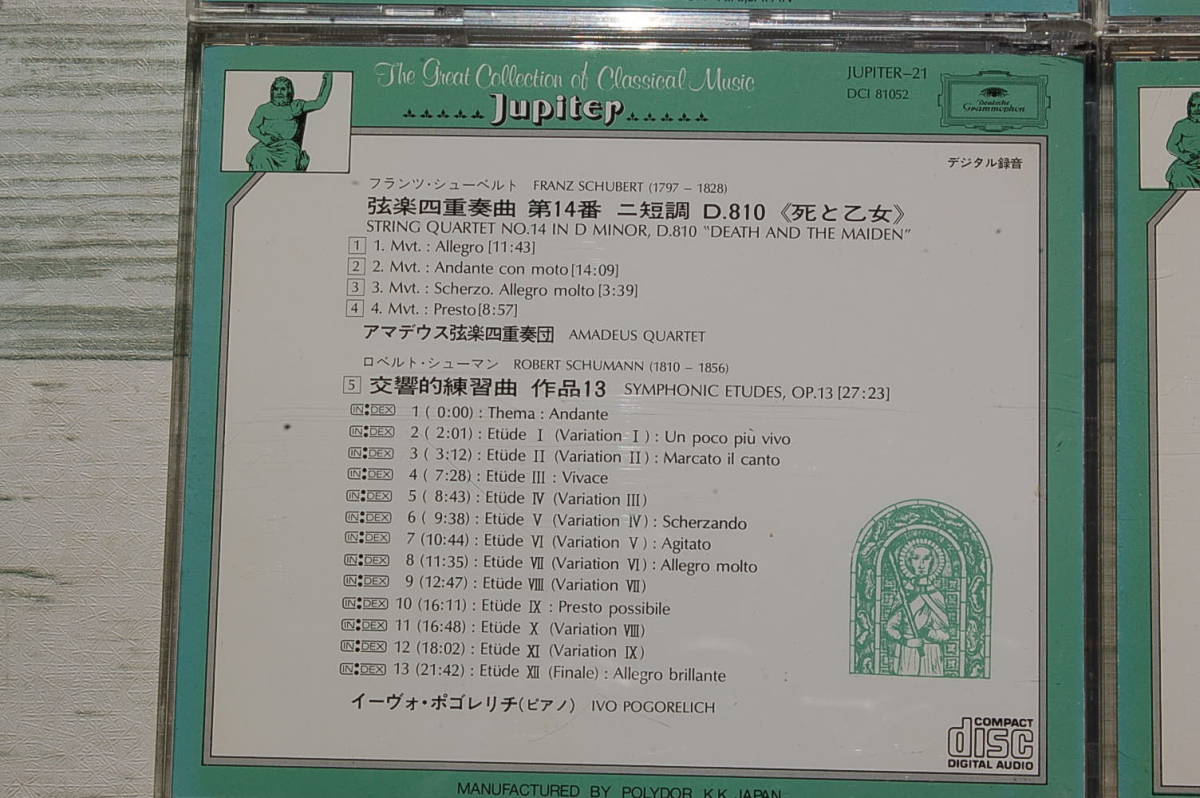 The Great Collection of Classical Music
Jupiter
JUPITER-21
DCI 81052
Deutsche
Grammophon
デジタル録音
フランツ・シューベルト FRANZ SCHUBERT (1797 – 1828)
弦楽四重奏曲 第14番 ニ短調 D.810 《死と乙女》
STRING QUARTET NO.14 IN D MINOR, D.810 “DEATH AND THE MAIDEN”
1 1. Mvt. : Allegro [11:43]
2 2. Mvt. : Andante con moto [14:09]
3 3. Mvt. : Scherzo. Allegro molto [3:39]
4 4. Mvt. : Presto [8:57]
アマデウス弦楽四重奏団 AMADEUS QUARTET
ロベルト・シューマン ROBERT SCHUMANN (1810 – 1856)
5 交響的練習曲 作品13 SYMPHONIC ETUDES, OP.13 [27:23]
INDEX 1 ( 0:00) : Thema : Andante
INDEX 2 ( 2:01) : Etüde Ⅰ (Variation Ⅰ) : Un poco più vivo
INDEX 3 ( 3:12) : Etüde Ⅱ (Variation Ⅱ) : Marcato il canto
INDEX 4 ( 7:28) : Etüde Ⅲ : Vivace
INDEX 5 ( 8:43) : Etüde Ⅳ (Variation Ⅲ)
INDEX 6 ( 9:38) : Etüde Ⅴ (Variation Ⅳ) : Scherzando
INDEX 7 (10:44) : Etüde Ⅵ (Variation Ⅴ) : Agitato
INDEX 8 (11:35) : Etüde Ⅶ (Variation Ⅵ) : Allegro molto
INDEX 9 (12:47) : Etüde Ⅷ (Variation Ⅶ)
INDEX 10 (16:11) : Etüde Ⅸ : Presto possibile
INDEX 11 (16:48) : Etüde Ⅹ (Variation Ⅷ)
INDEX 12 (18:02) : Etüde Ⅺ (Variation Ⅸ)
INDEX 13 (21:42) : Etüde Ⅻ (Finale) : Allegro brillante
イーヴォ・ポゴレリチ(ピアノ) IVO POGORELICH
COMPACT
disc
DIGITAL AUDIO
MANUFACTURED BY POLYDOR K.K. JAPAN